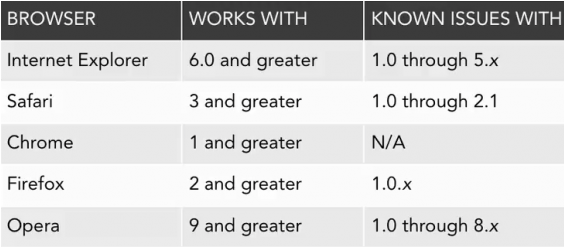 BROWSER WORKS WITH KNOWN ISSUES WITH
Internet Explorer 6.0 and greater 1.0 through 5.x
Safari 3 and greater 1.0 through 2.1
Chrome 1 and greater N/A
Firefox 2 and greater 1.0.x
Opera 9 and greater 1.0 through 8.x